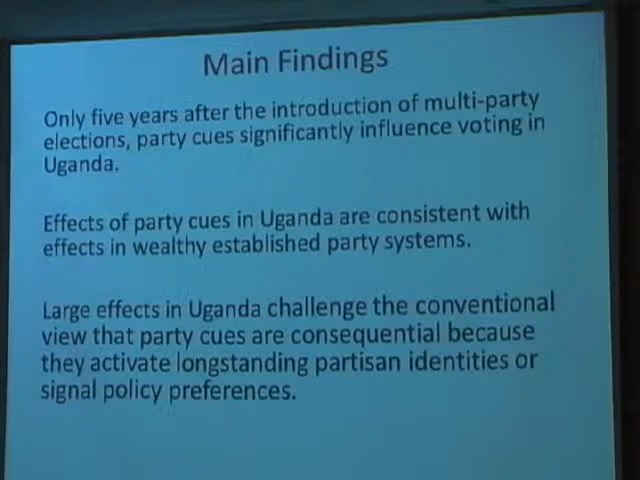 Main Findings
Only five years after the introduction of multi-party
elections, party cues significantly influence voting in
Uganda.
Effects of party cues in Uganda are consistent with
effects in wealthy established party systems.
Large effects in Uganda challenge the conventional
view that party cues are consequential because
they activate longstanding partisan identities or
signal policy preferences.